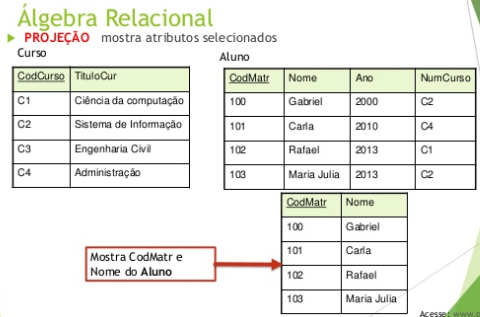 Álgebra Relacional
PROJEÇÃO mostra atributos selecionados
Curso
CodCurso TituloCur
C1 Ciência da computação
C2 Sistema de Informação
C3 Engenharia Civil
C4 Administração
Aluno
CodMatr Nome Ano NumCurso
100 Gabriel 2000 C2
101 Carla 2010 C4
102 Rafael 2013 C1
103 Maria Julia 2013 C2
CodMatr Nome
100 Gabriel
101 Carla
102 Rafael
103 Maria Julia
Mostra CodMatr e
Nome do Aluno
Acesse: